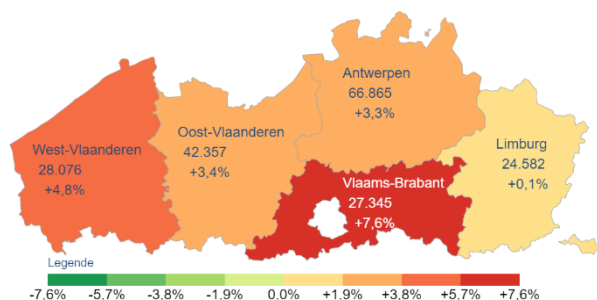 Antwerpen
66.865
+3,3%
Oost-Vlaanderen
42.357
+3,4%
West-Vlaanderen
28.076
+4,8%
Limburg
24.582
+0,1%
Vlaams-Brabant
27.345
+7,6%
Legende
-7.6% -5.7% -3.8% -1.9% 0.0% +1.9% +3.8% +5.7% +7.6%